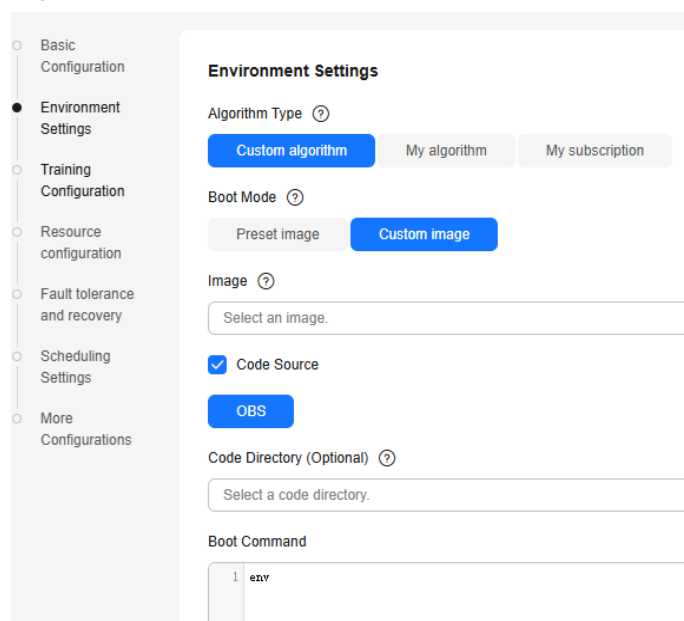 Basic
Configuration
Environment
Settings
Training
Configuration
Resource
configuration
Fault tolerance
and recovery
Scheduling
Settings
More
Configurations
Environment Settings
Algorithm Type ?
Custom algorithm My algorithm My subscription
Boot Mode ?
Preset image Custom image
Image ?
Select an image.
Code Source
OBS
Code Directory (Optional) ?
Select a code directory.
Boot Command
1 env